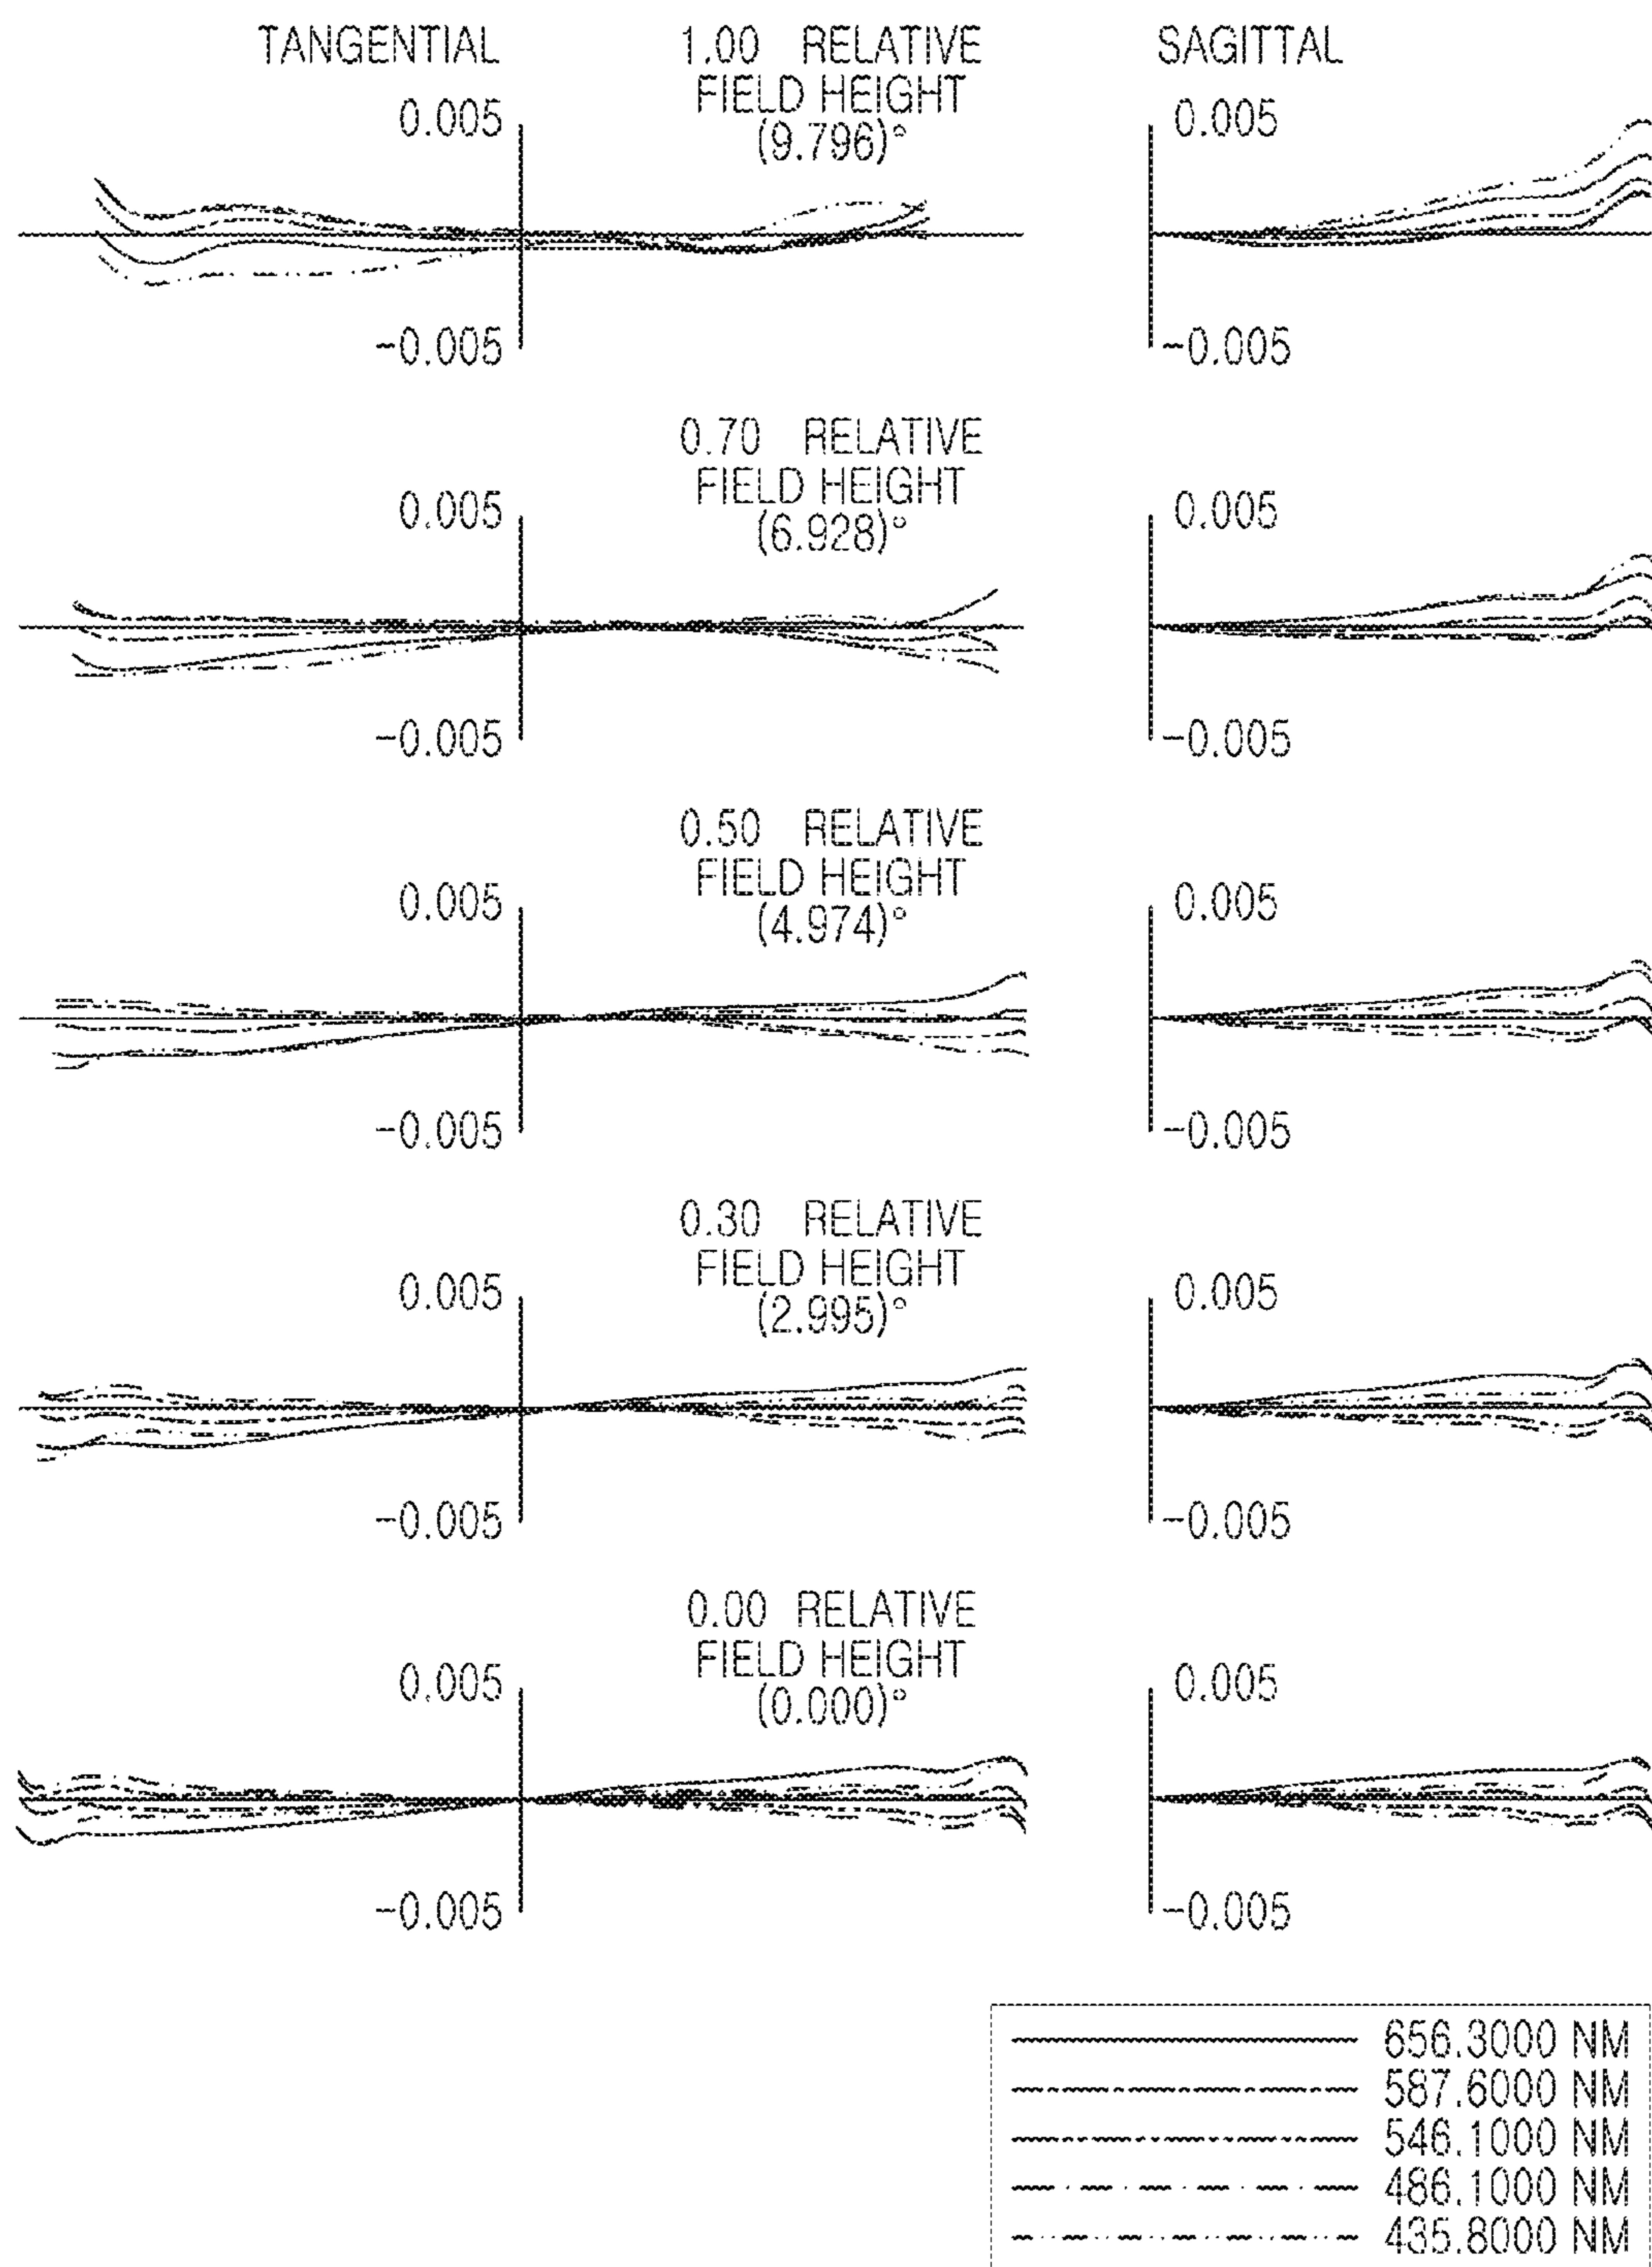 TANGENTIAL
1.00 RELATIVE
FIELD HEIGHT
(9.796)°
SAGITTAL
0.005
0.005
-0.005
-0.005
0.70 RELATIVE
FIELD HEIGHT
(6.928)°
0.005
0.005
-0.005
-0.005
0.50 RELATIVE
FIELD HEIGHT
(4.974)°
0.005
0.005
-0.005
-0.005
0.30 RELATIVE
FIELD HEIGHT
(2.995)°
0.005
0.005
-0.005
-0.005
0.00 RELATIVE
FIELD HEIGHT
(0.000)°
0.005
0.005
-0.005
-0.005
656.3000 NM
587.6000 NM
546.1000 NM
486.1000 NM
435.8000 NM